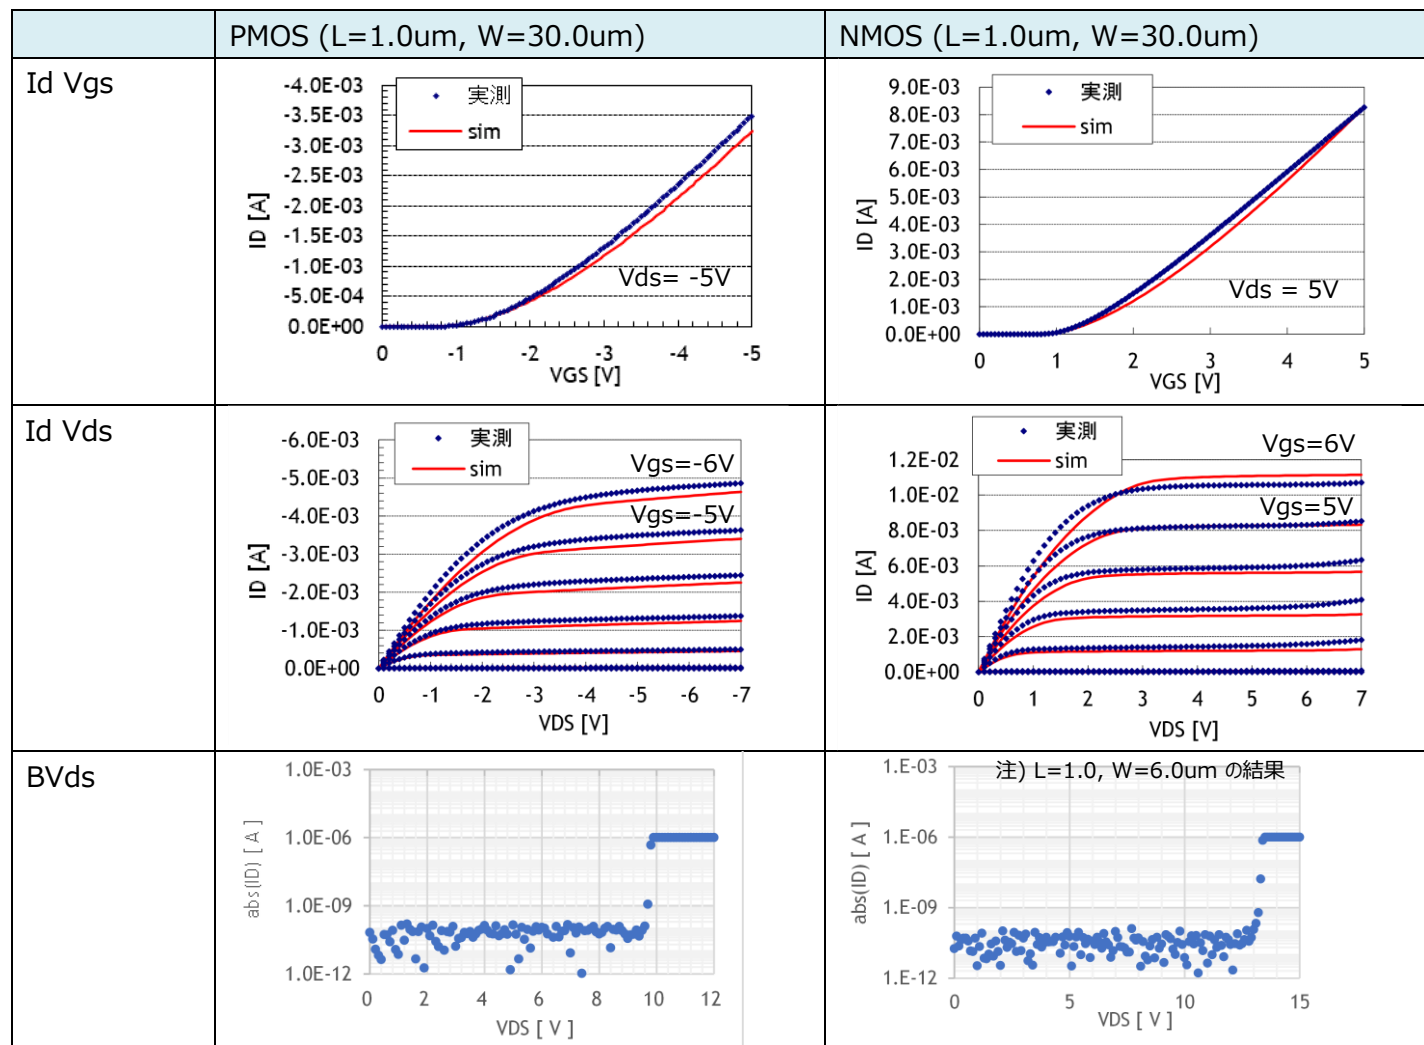 PMOS (L=1.0um, W=30.0um)
NMOS (L=1.0um, W=30.0um)
Id Vgs
-4.0E-03
-3.5E-03
-3.0E-03
-2.5E-03
-2.0E-03
-1.5E-03
-1.0E-03
-5.0E-04
0.0E+00
ID [A]
実測
sim
Vds= -5V
0 -1 -2 -3 -4 -5
VGS [V]
9.0E-03
8.0E-03
7.0E-03
6.0E-03
5.0E-03
4.0E-03
3.0E-03
2.0E-03
1.0E-03
0.0E+00
ID [A]
実測
sim
Vds = 5V
0 1 2 3 4 5
VGS [V]
Id Vds
-6.0E-03
-5.0E-03
-4.0E-03
-3.0E-03
-2.0E-03
-1.0E-03
0.0E+00
ID [A]
実測
sim
Vgs=-6V
Vgs=-5V
0 -1 -2 -3 -4 -5 -6 -7
VDS [V]
1.2E-02
1.0E-02
8.0E-03
6.0E-03
4.0E-03
2.0E-03
0.0E+00
ID [A]
実測
sim
Vgs=6V
Vgs=5V
0 1 2 3 4 5 6 7
VDS [V]
BVds
1.0E-03
1.0E-06
1.0E-09
1.0E-12
abs(ID) [ A ]
0 2 4 6 8 10 12
VDS [ V ]
注) L=1.0, W=6.0um の結果
1.E-03
1.E-06
1.E-09
1.E-12
abs(ID) [ A ]
0 5 10 15
VDS [ V ]